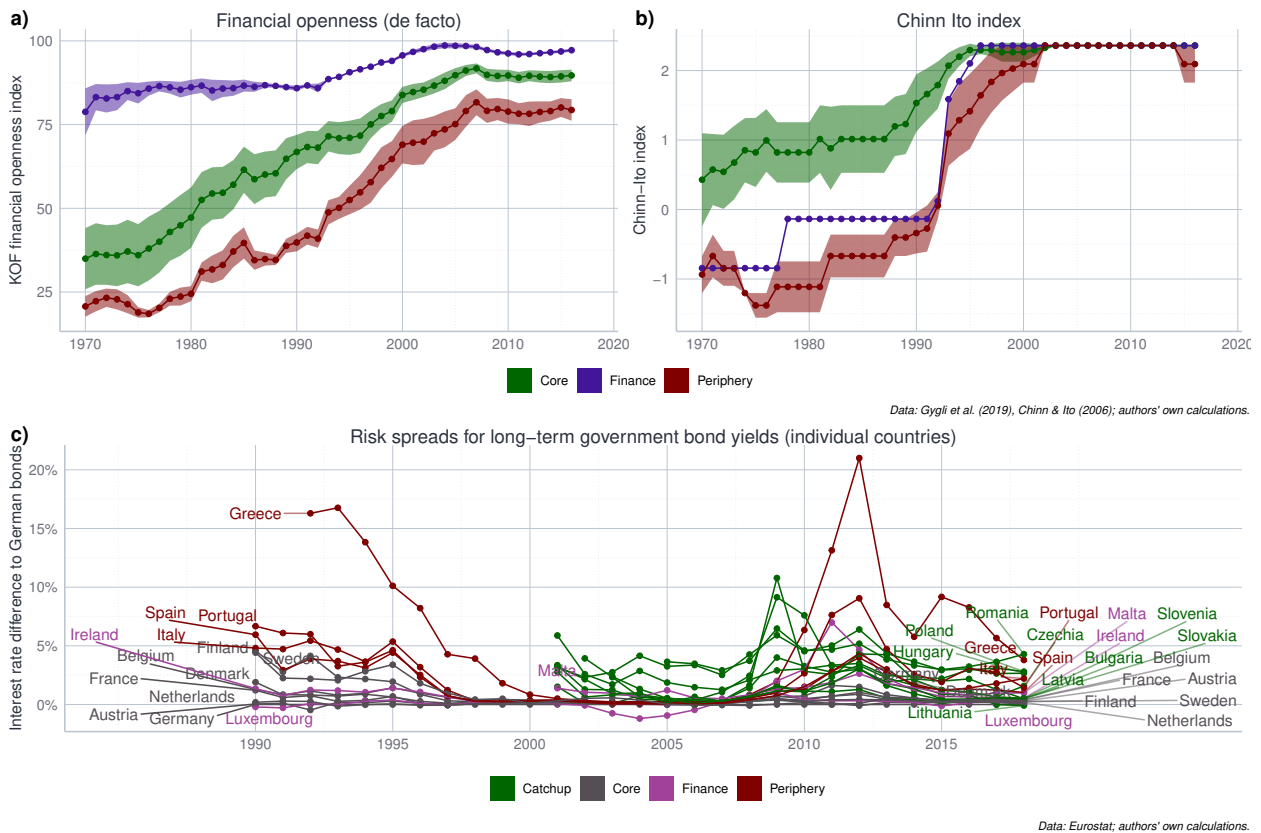 a)
Financial openness (de facto)
KOF financial openness index
100
75
50
25
1970
1980
1990
2000
2010
2020
b)
Chinn Ito index
Chinn−Ito index
2
1
0
−1
1970
1980
1990
2000
2010
2020
Core
Finance
Periphery
Data: Gygli et al. (2019), Chinn & Ito (2006); authors' own calculations.
c)
Risk spreads for long−term government bond yields (individual countries)
Interest rate difference to German bonds
20%
15%
10%
5%
0%
Greece
Spain
Portugal
Ireland
Italy
Finland
Belgium
Sweden
Denmark
France
Netherlands
Austria
Germany
Luxembourg
Malta
Romania
Portugal
Malta
Slovenia
Poland
Czechia
Ireland
Slovakia
Hungary
Greece
Spain
Bulgaria
Belgium
Italy
Latvia
France
Austria
Lithuania
Finland
Sweden
Luxembourg
Netherlands
1990
1995
2000
2005
2010
2015
Catchup
Core
Finance
Periphery
Data: Eurostat; authors' own calculations.